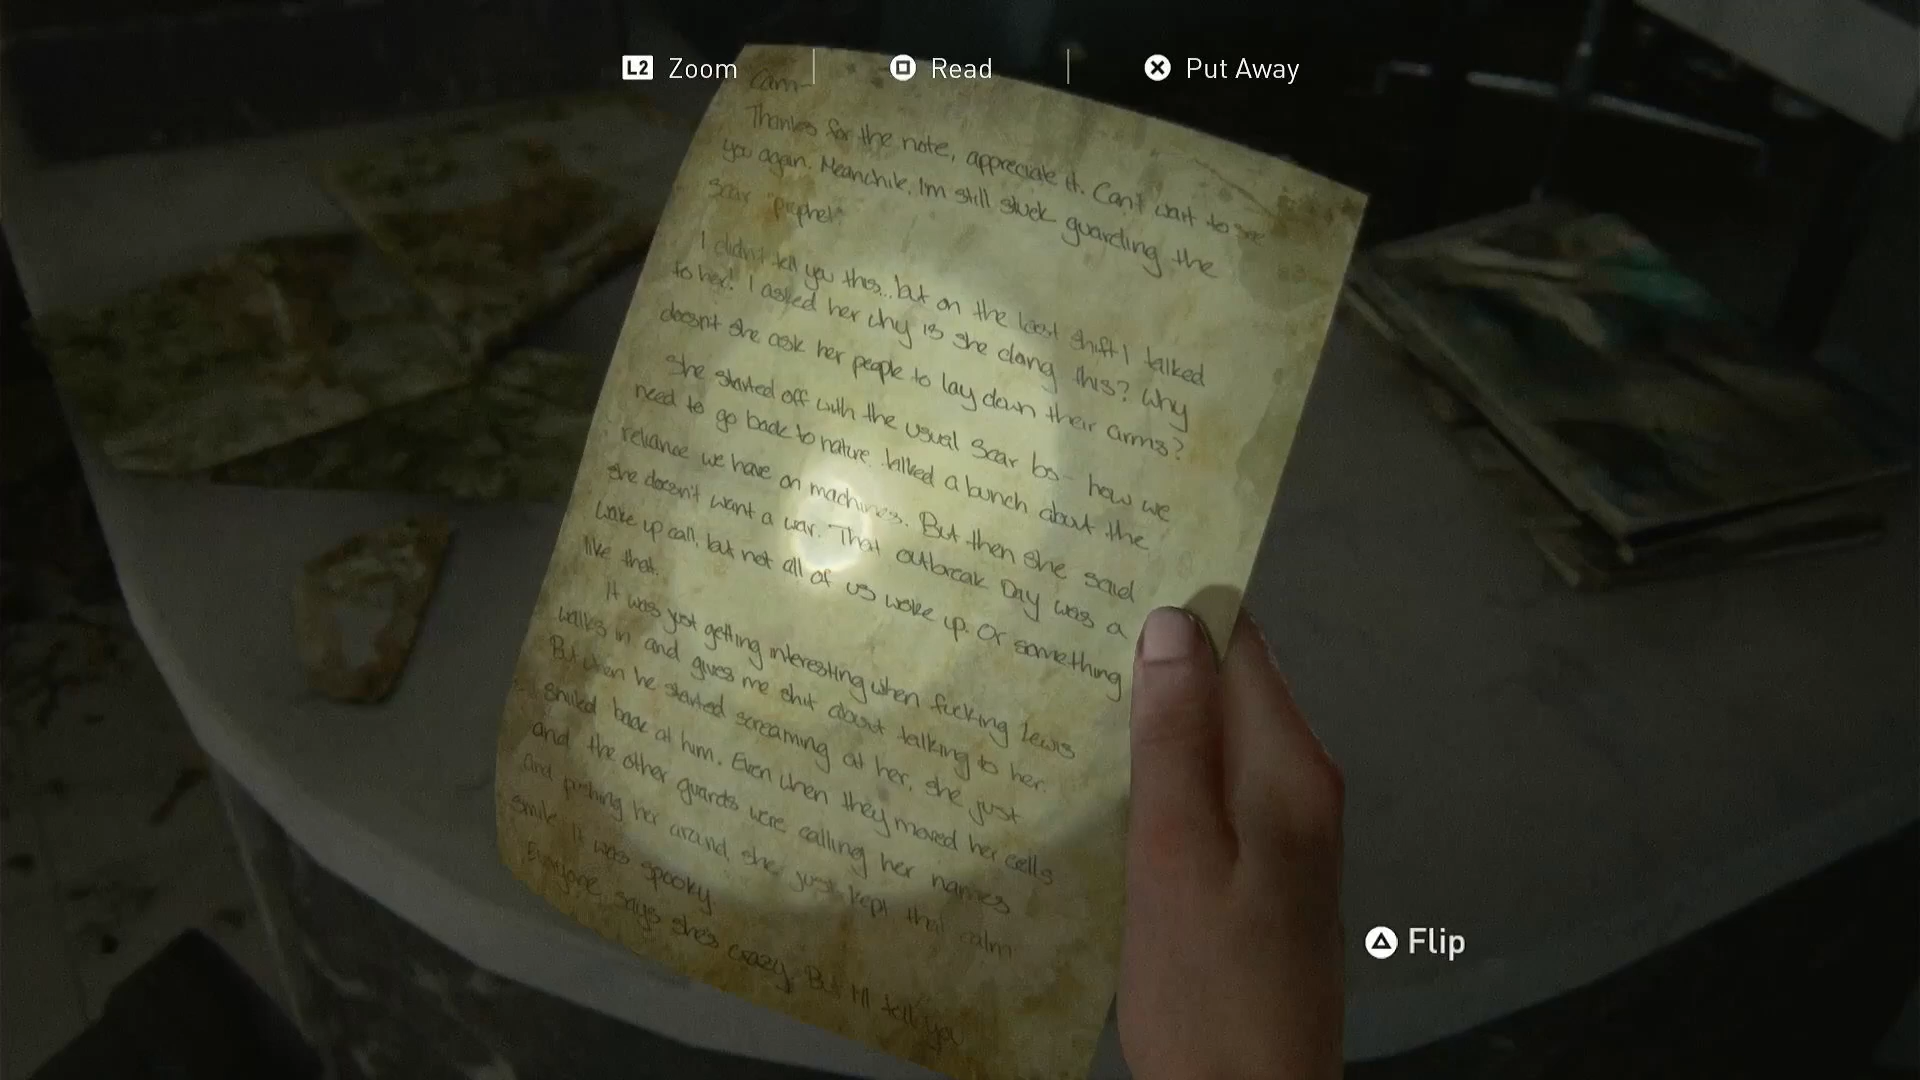 L2 Zoom
Read
Put Away
Cam-
Thanks for the note, appreciate it. Can't wait to see
you again. Meanwhile, I'm still stuck guarding the
Scar "prophet".
I didn't tell you this...but on the last shift I talked
to her! I asked her why is she doing this? Why
doesn't she ask her people to lay down their arms?
She started off with the usual Scar bs - how we
need to go back to nature, talked a bunch about the
reliance we have on machines. But then she said
she doesn't want a war. That outbreak Day was a
wake up call, but not all of us woke up. Or something
like that.
It was just getting interesting when fucking Lewis
walks in and gives me shit about talking to her.
But when he started screaming at her, she just
smiled back at him. Even when they moved her cells
and the other guards were calling her names
and pushing her around, she just kept that calm
smile. It was spooky.
Everyone says she's crazy. But I'll tell you
Flip